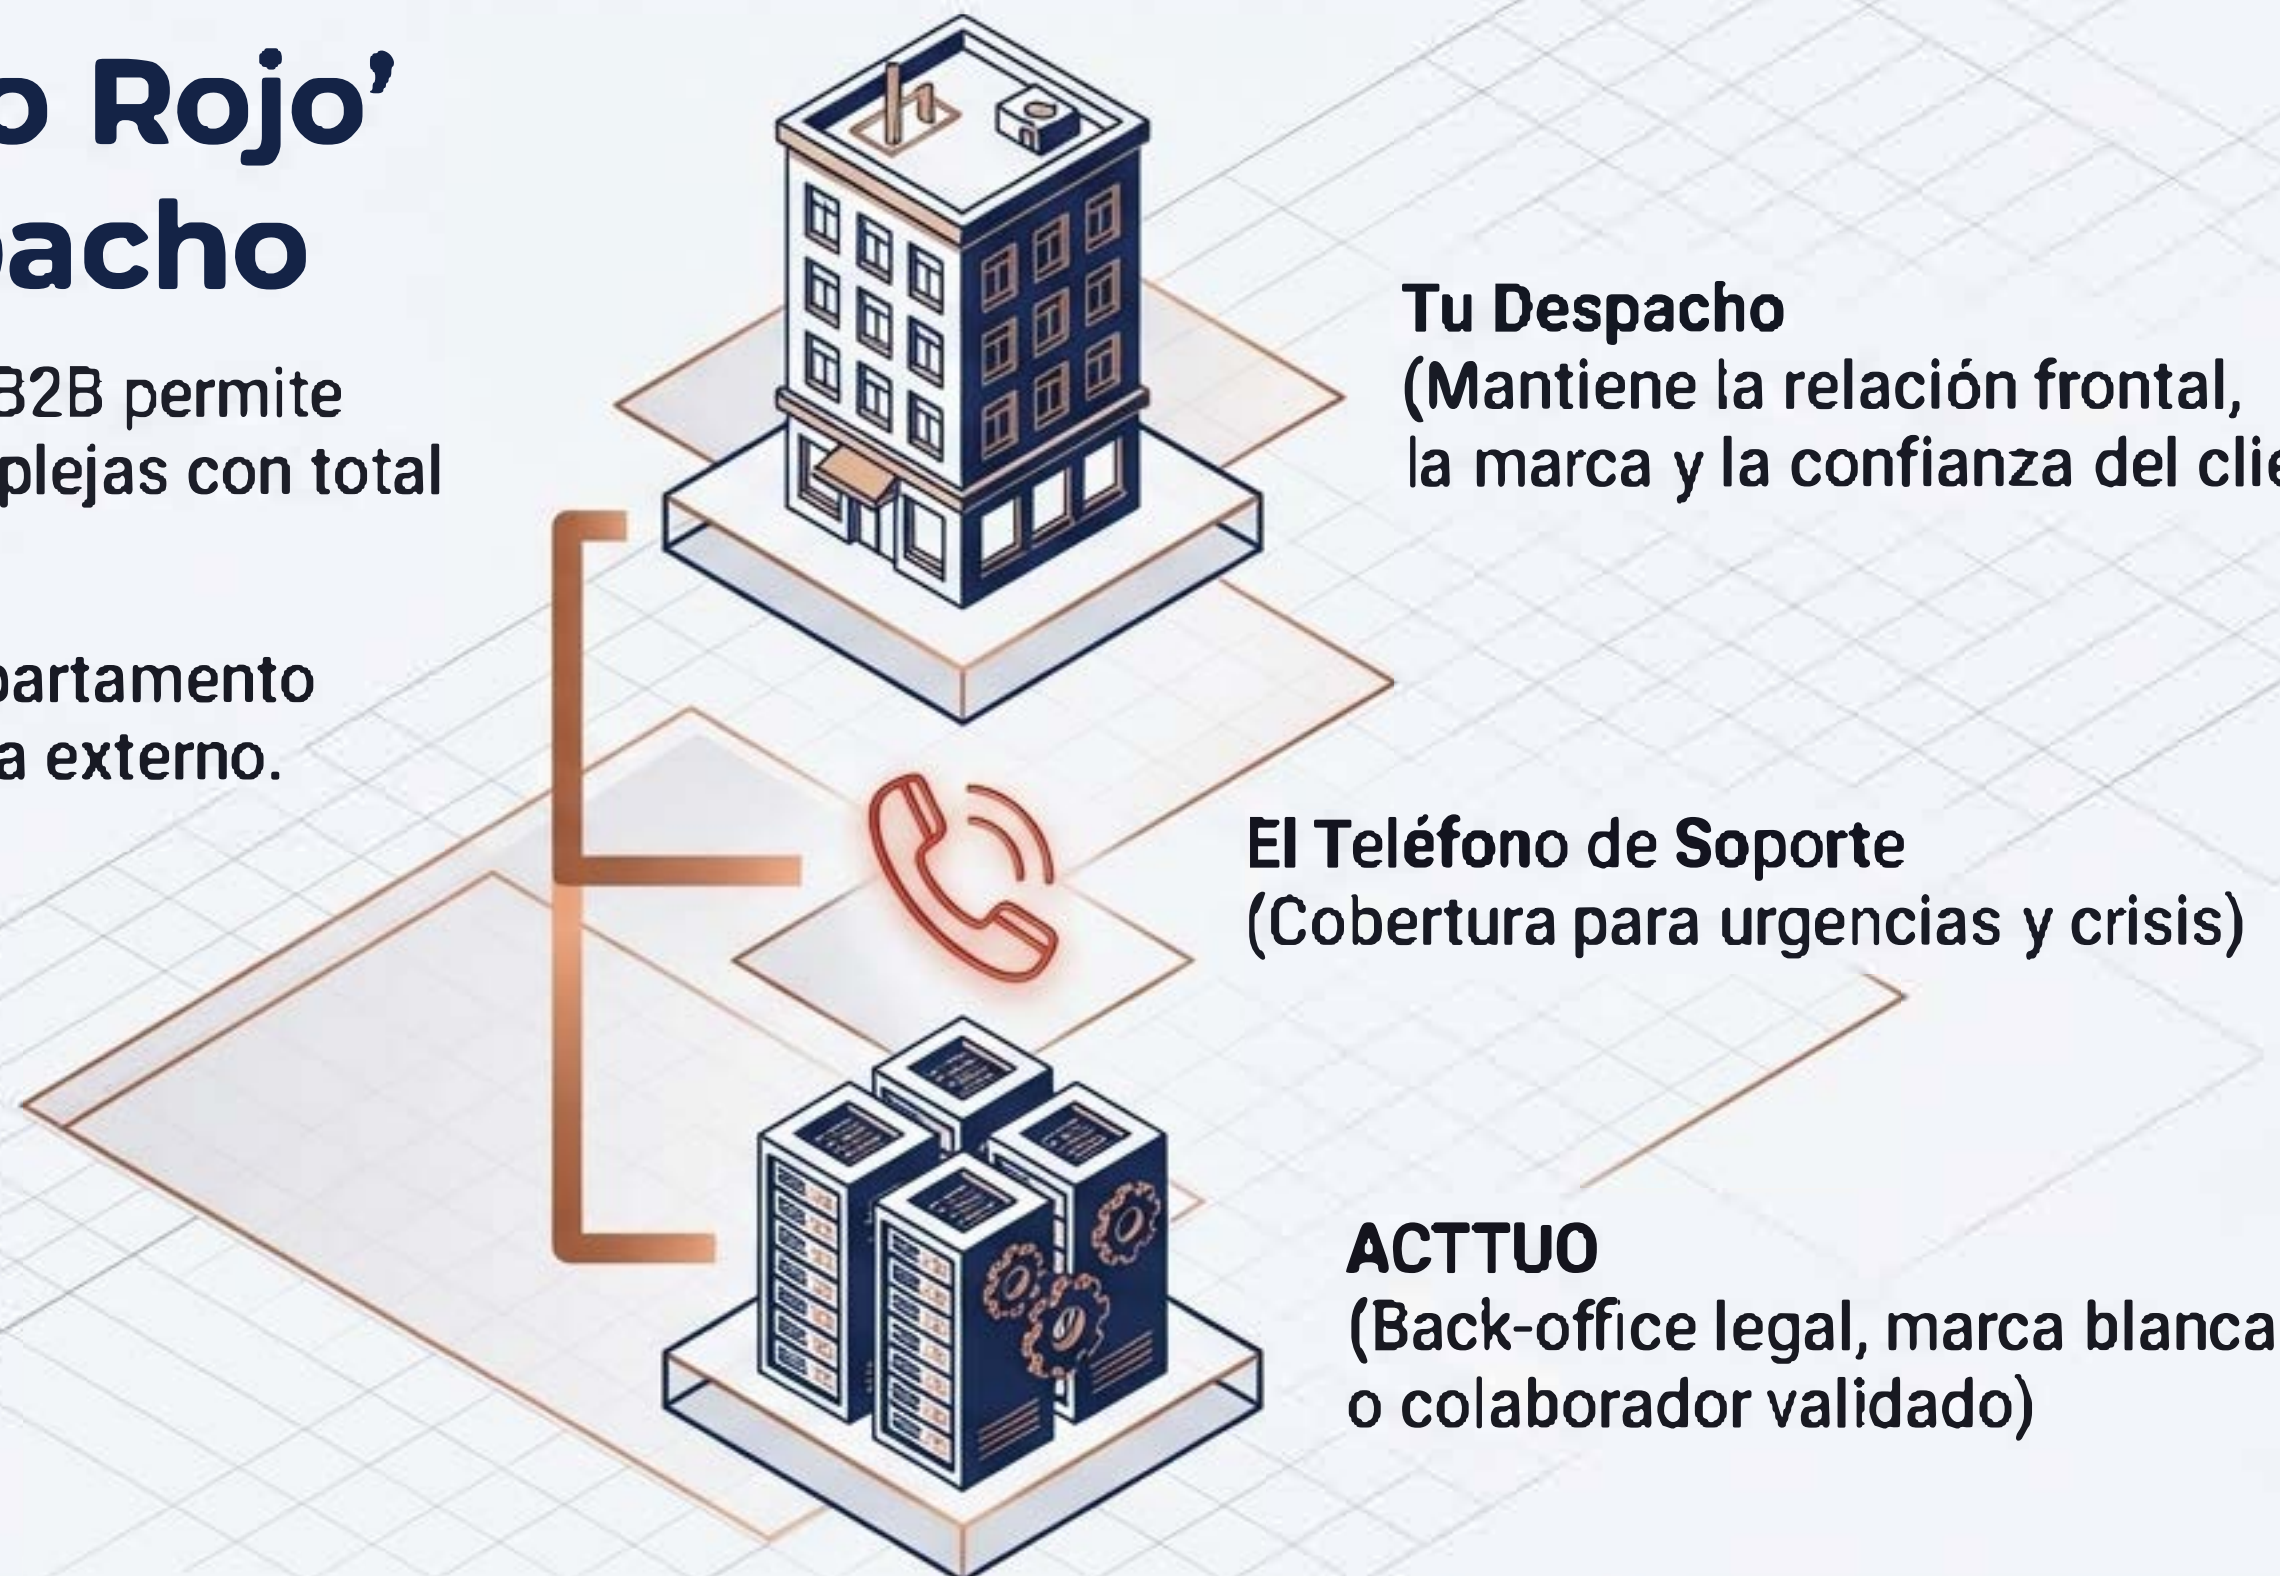 o Rojo’
pacho
B2B permite
plejas con total
partamento
a externo.
Tu Despacho
(Mantiene la relación frontal,
la marca y la confianza del clie
El Teléfono de Soporte
(Cobertura para urgencias y crisis)
ACTTUO
(Back-office legal, marca blanca
o colaborador validado)